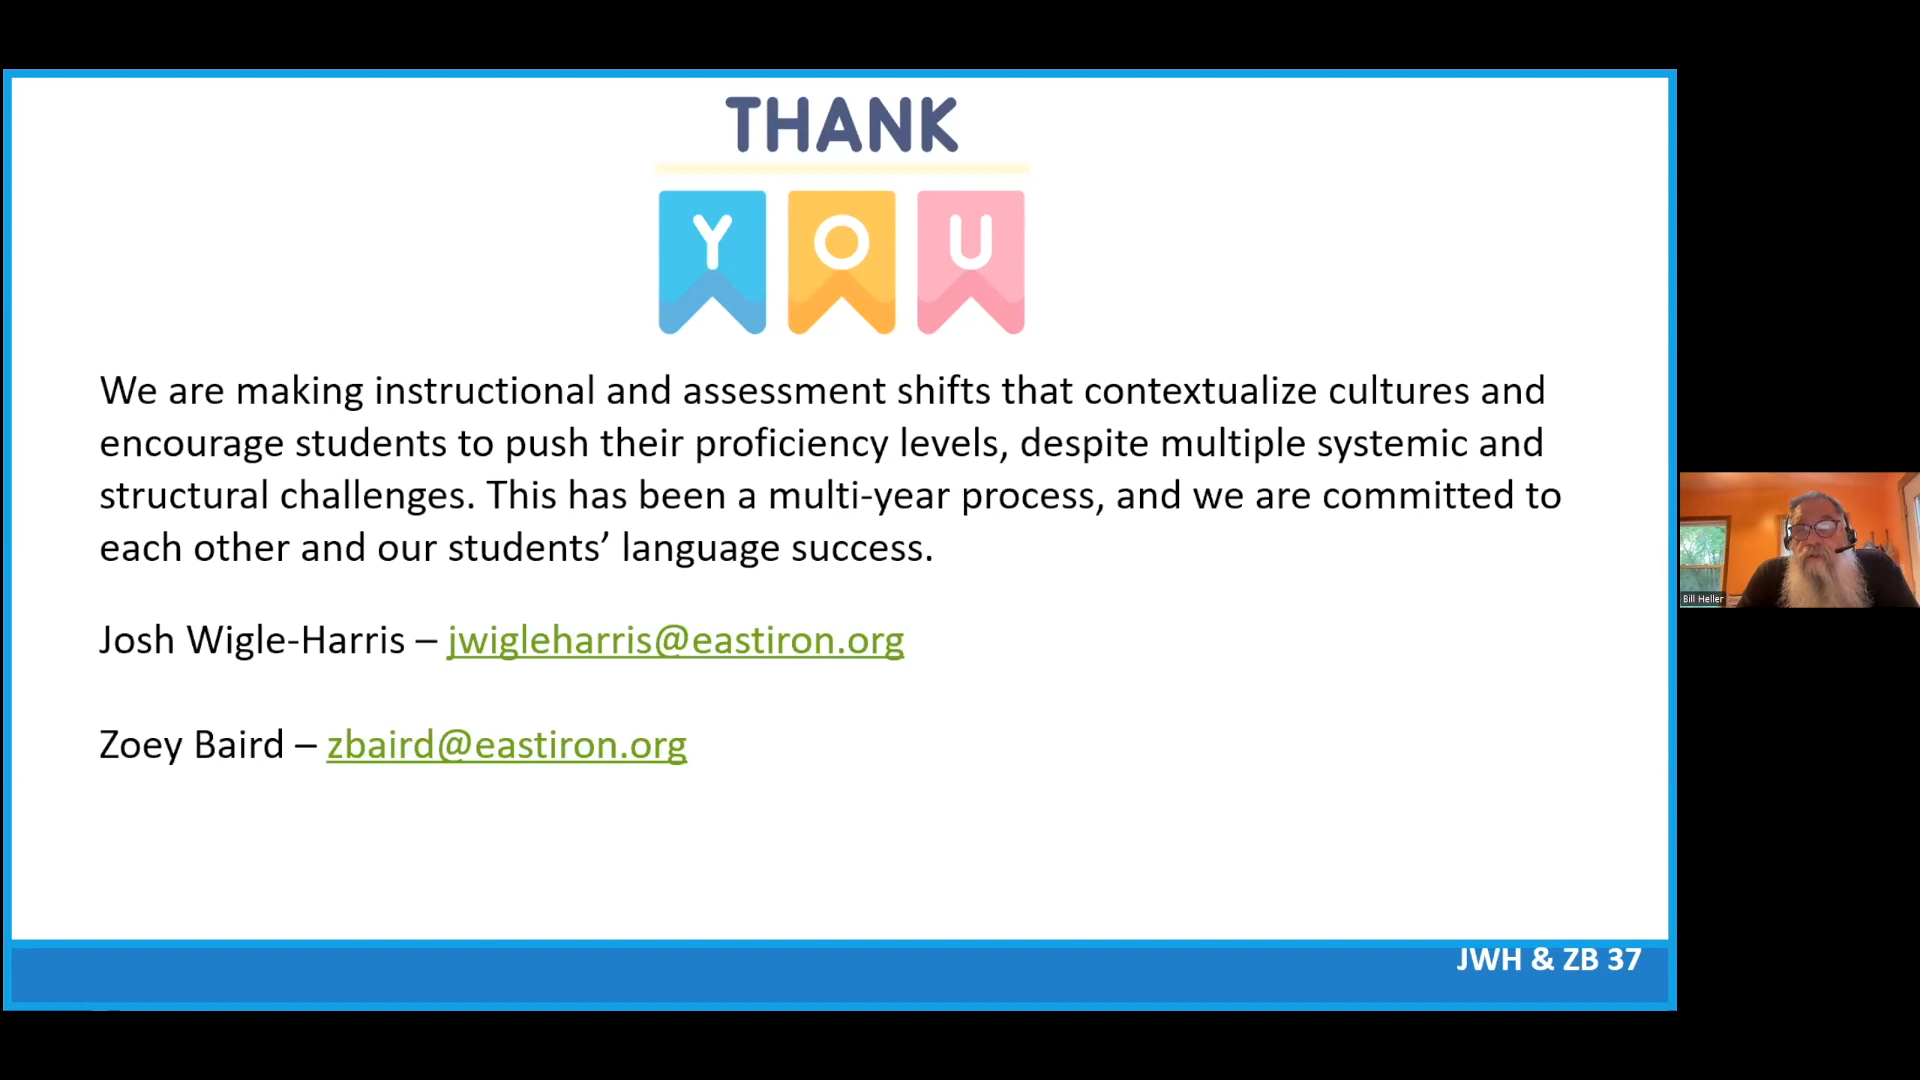 THANK
YOU
We are making instructional and assessment shifts that contextualize cultures and
encourage students to push their proficiency levels, despite multiple systemic and
structural challenges. This has been a multi-year process, and we are committed to
each other and our students’ language success.
Josh Wigle-Harris – jwigleharris@eastiron.org
Zoey Baird – zbaird@eastiron.org
Bill Heller
JWH & ZB 37